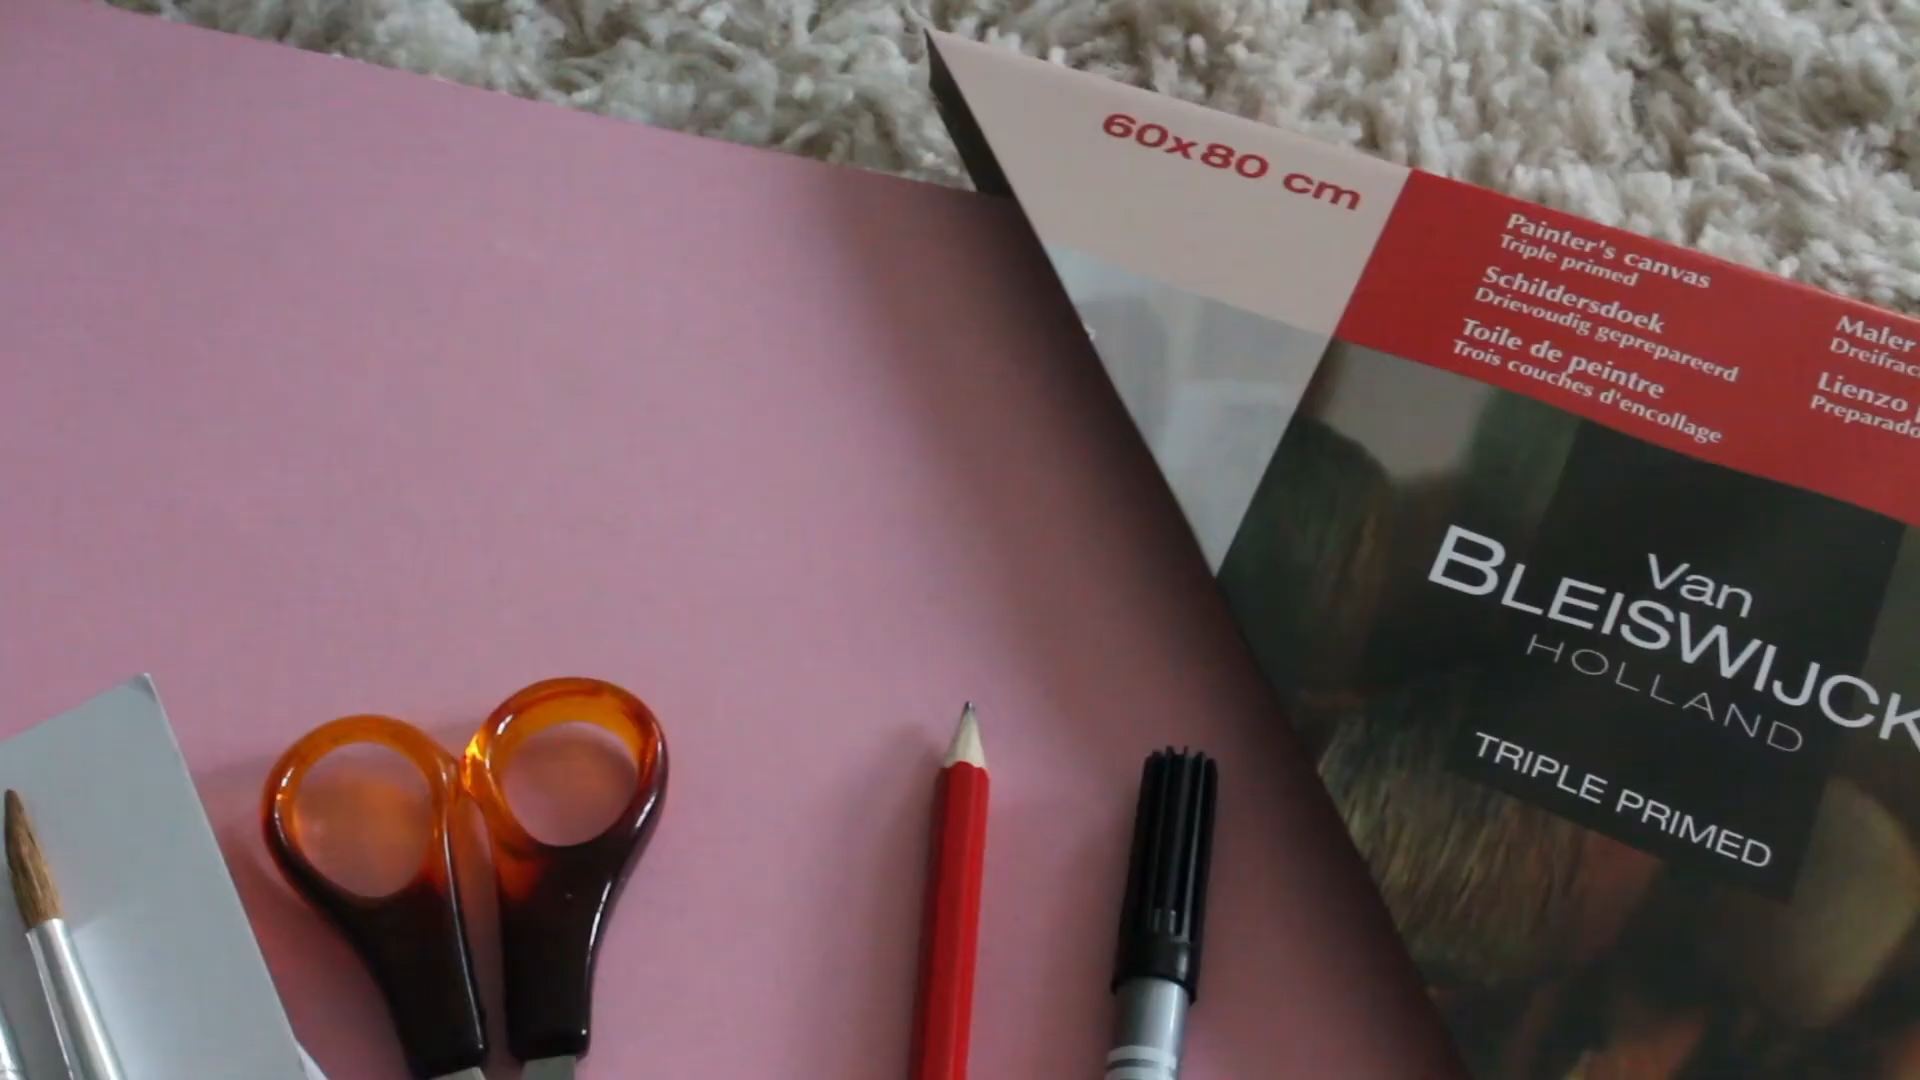 60x80 cm
Painter's canvas
Triple primed
Schildersdoek
Drievoudig geprepareerd
Toile de peintre
Trois couches d'encollage
Maler
Lienzo
Van
BLEISWIJCK
HOLLAND
TRIPLE PRIMED